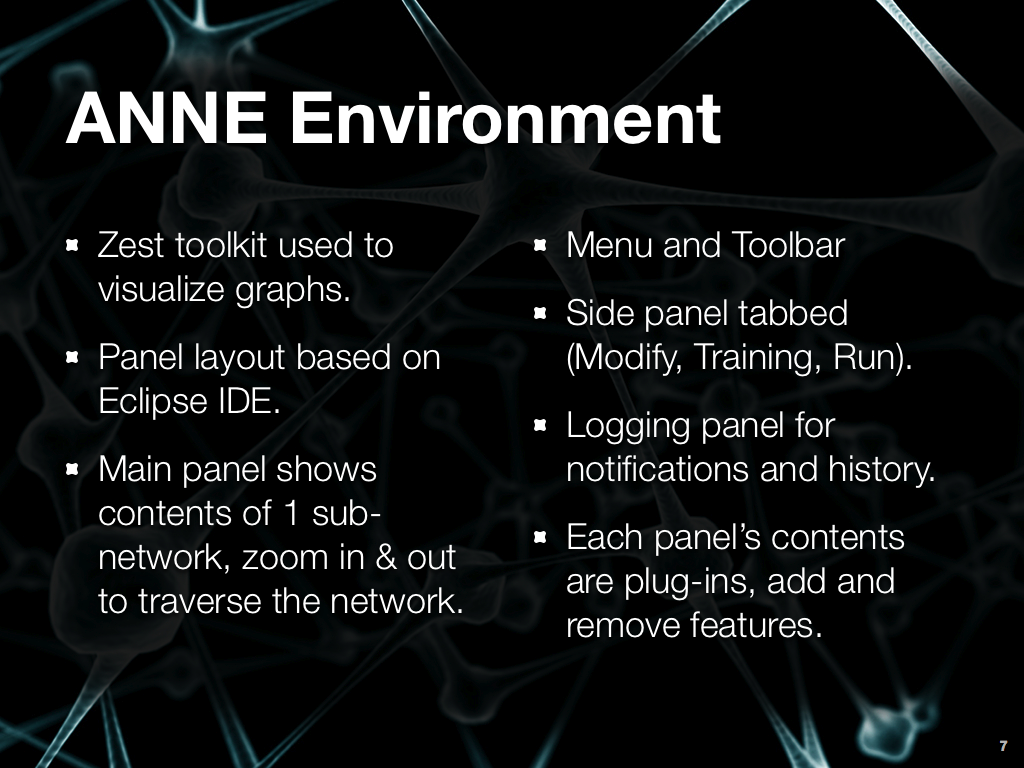 ANNE Environment
Zest toolkit used to
visualize graphs.
Panel layout based on
Eclipse IDE.
Main panel shows
contents of 1 sub-
network, zoom in & out
to traverse the network.
Menu and Toolbar
Side panel tabbed
(Modify, Training, Run).
Logging panel for
notifications and history.
Each panel’s contents
are plug-ins, add and
remove features.
7